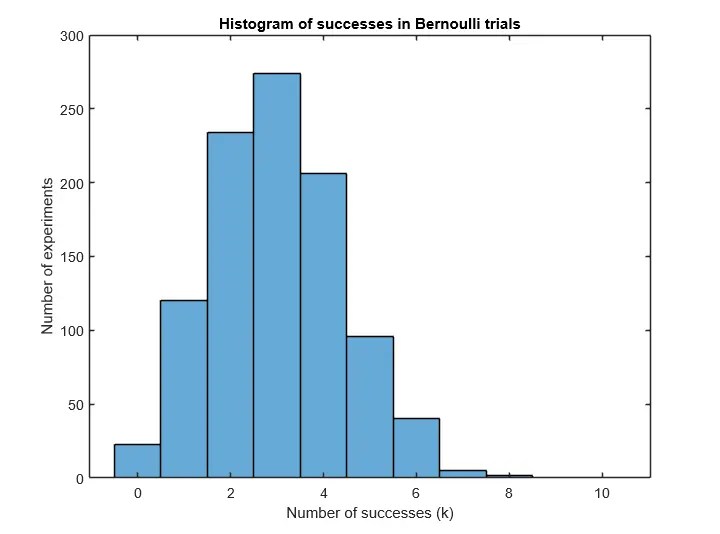 Histogram of successes in Bernoulli trials
300
250
200
150
100
50
0
Number of experiments
0 2 4 6 8 10
Number of successes (k)